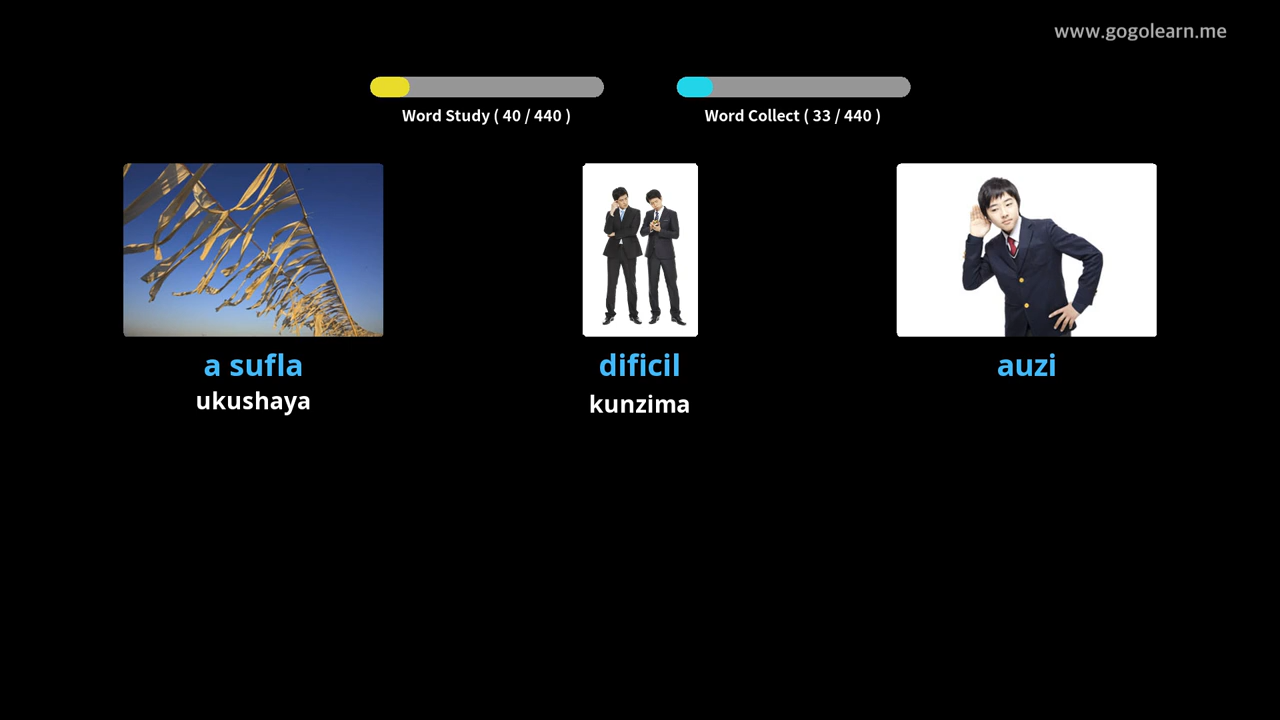 www.gogolearn.me
Word Study ( 40 / 440 )
Word Collect ( 33 / 440 )
a sufla
ukushaya
dificil
kunzima
auzi